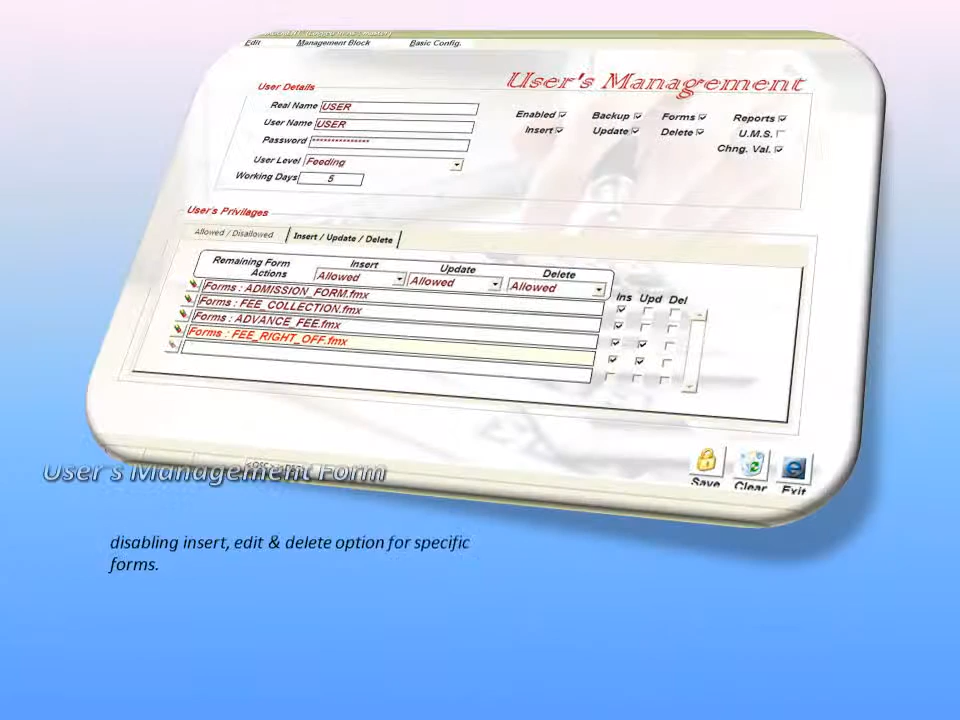 Edit Management Block Basic Config.
User's Management
User Details
Real Name USER
User Name USER
Password ***************
User Level Feeding
Working Days 5
Enabled Backup Forms Reports
Insert Update Delete U.M.S.
Chng. Val.
User's Privilages
Allowed / Disallowed Insert / Update / Delete
Remaining Form Actions
Insert Update Delete
Allowed Allowed Allowed
Ins Upd Del
Forms : ADMISSION_FORM.fmx
Forms : FEE_COLLECTION.fmx
Forms : ADVANCE_FEE.fmx
Forms : FEE_RIGHT_OFF.fmx
Save Clear Exit
User's Management Form
disabling insert, edit & delete option for specific
forms.